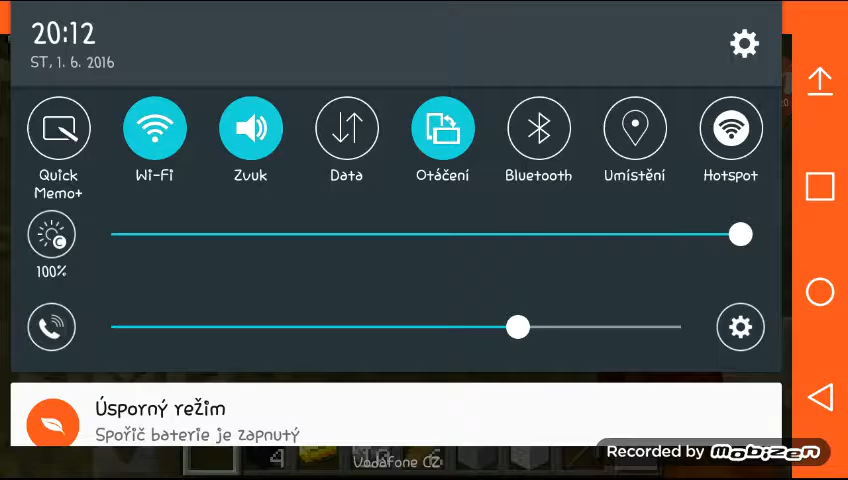 20:12
ST, 1. 6. 2016
Quick
Memo+
Wi-Fi
Zvuk
Data
Otáčení
Bluetooth
Umístění
Hotspot
100%
Úsporný režim
Spořič baterie je zapnutý
4
Vodafone CZ
Recorded by Mobizen